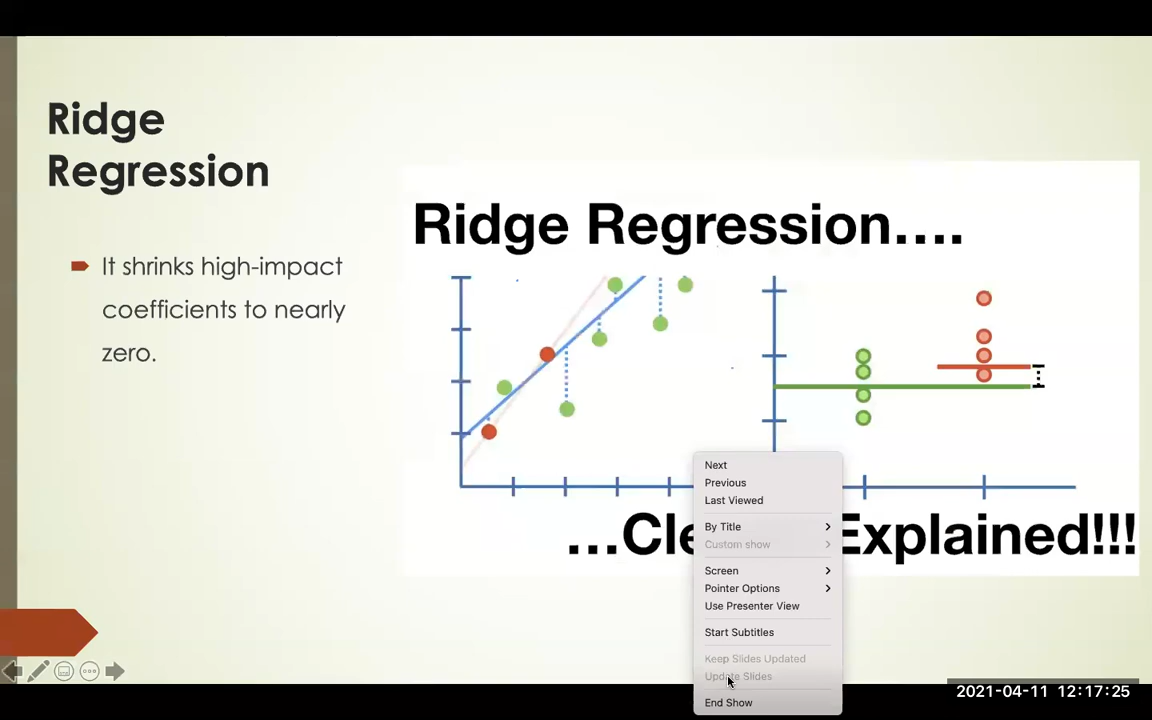 Ridge
Regression
It shrinks high-impact
coefficients to nearly
zero.
Ridge Regression....
...Cle Explained!!!
Next
Previous
Last Viewed
By Title
Custom show
Screen
Pointer Options
Use Presenter View
Start Subtitles
Keep Slides Updated
Update Slides
End Show
2021-04-11 12:17:25